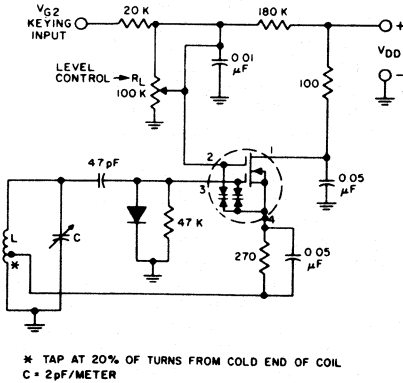 VG2
KEYING
INPUT
20 K
180 K
+
VDD
−
0.01
μF
LEVEL
CONTROL → RL
100 K
100
1
2
3
4
47pF
0.05
μF
L
*
C
47 K
270
0.05
μF
* TAP AT 20% OF TURNS FROM COLD END OF COIL
C = 2pF/METER